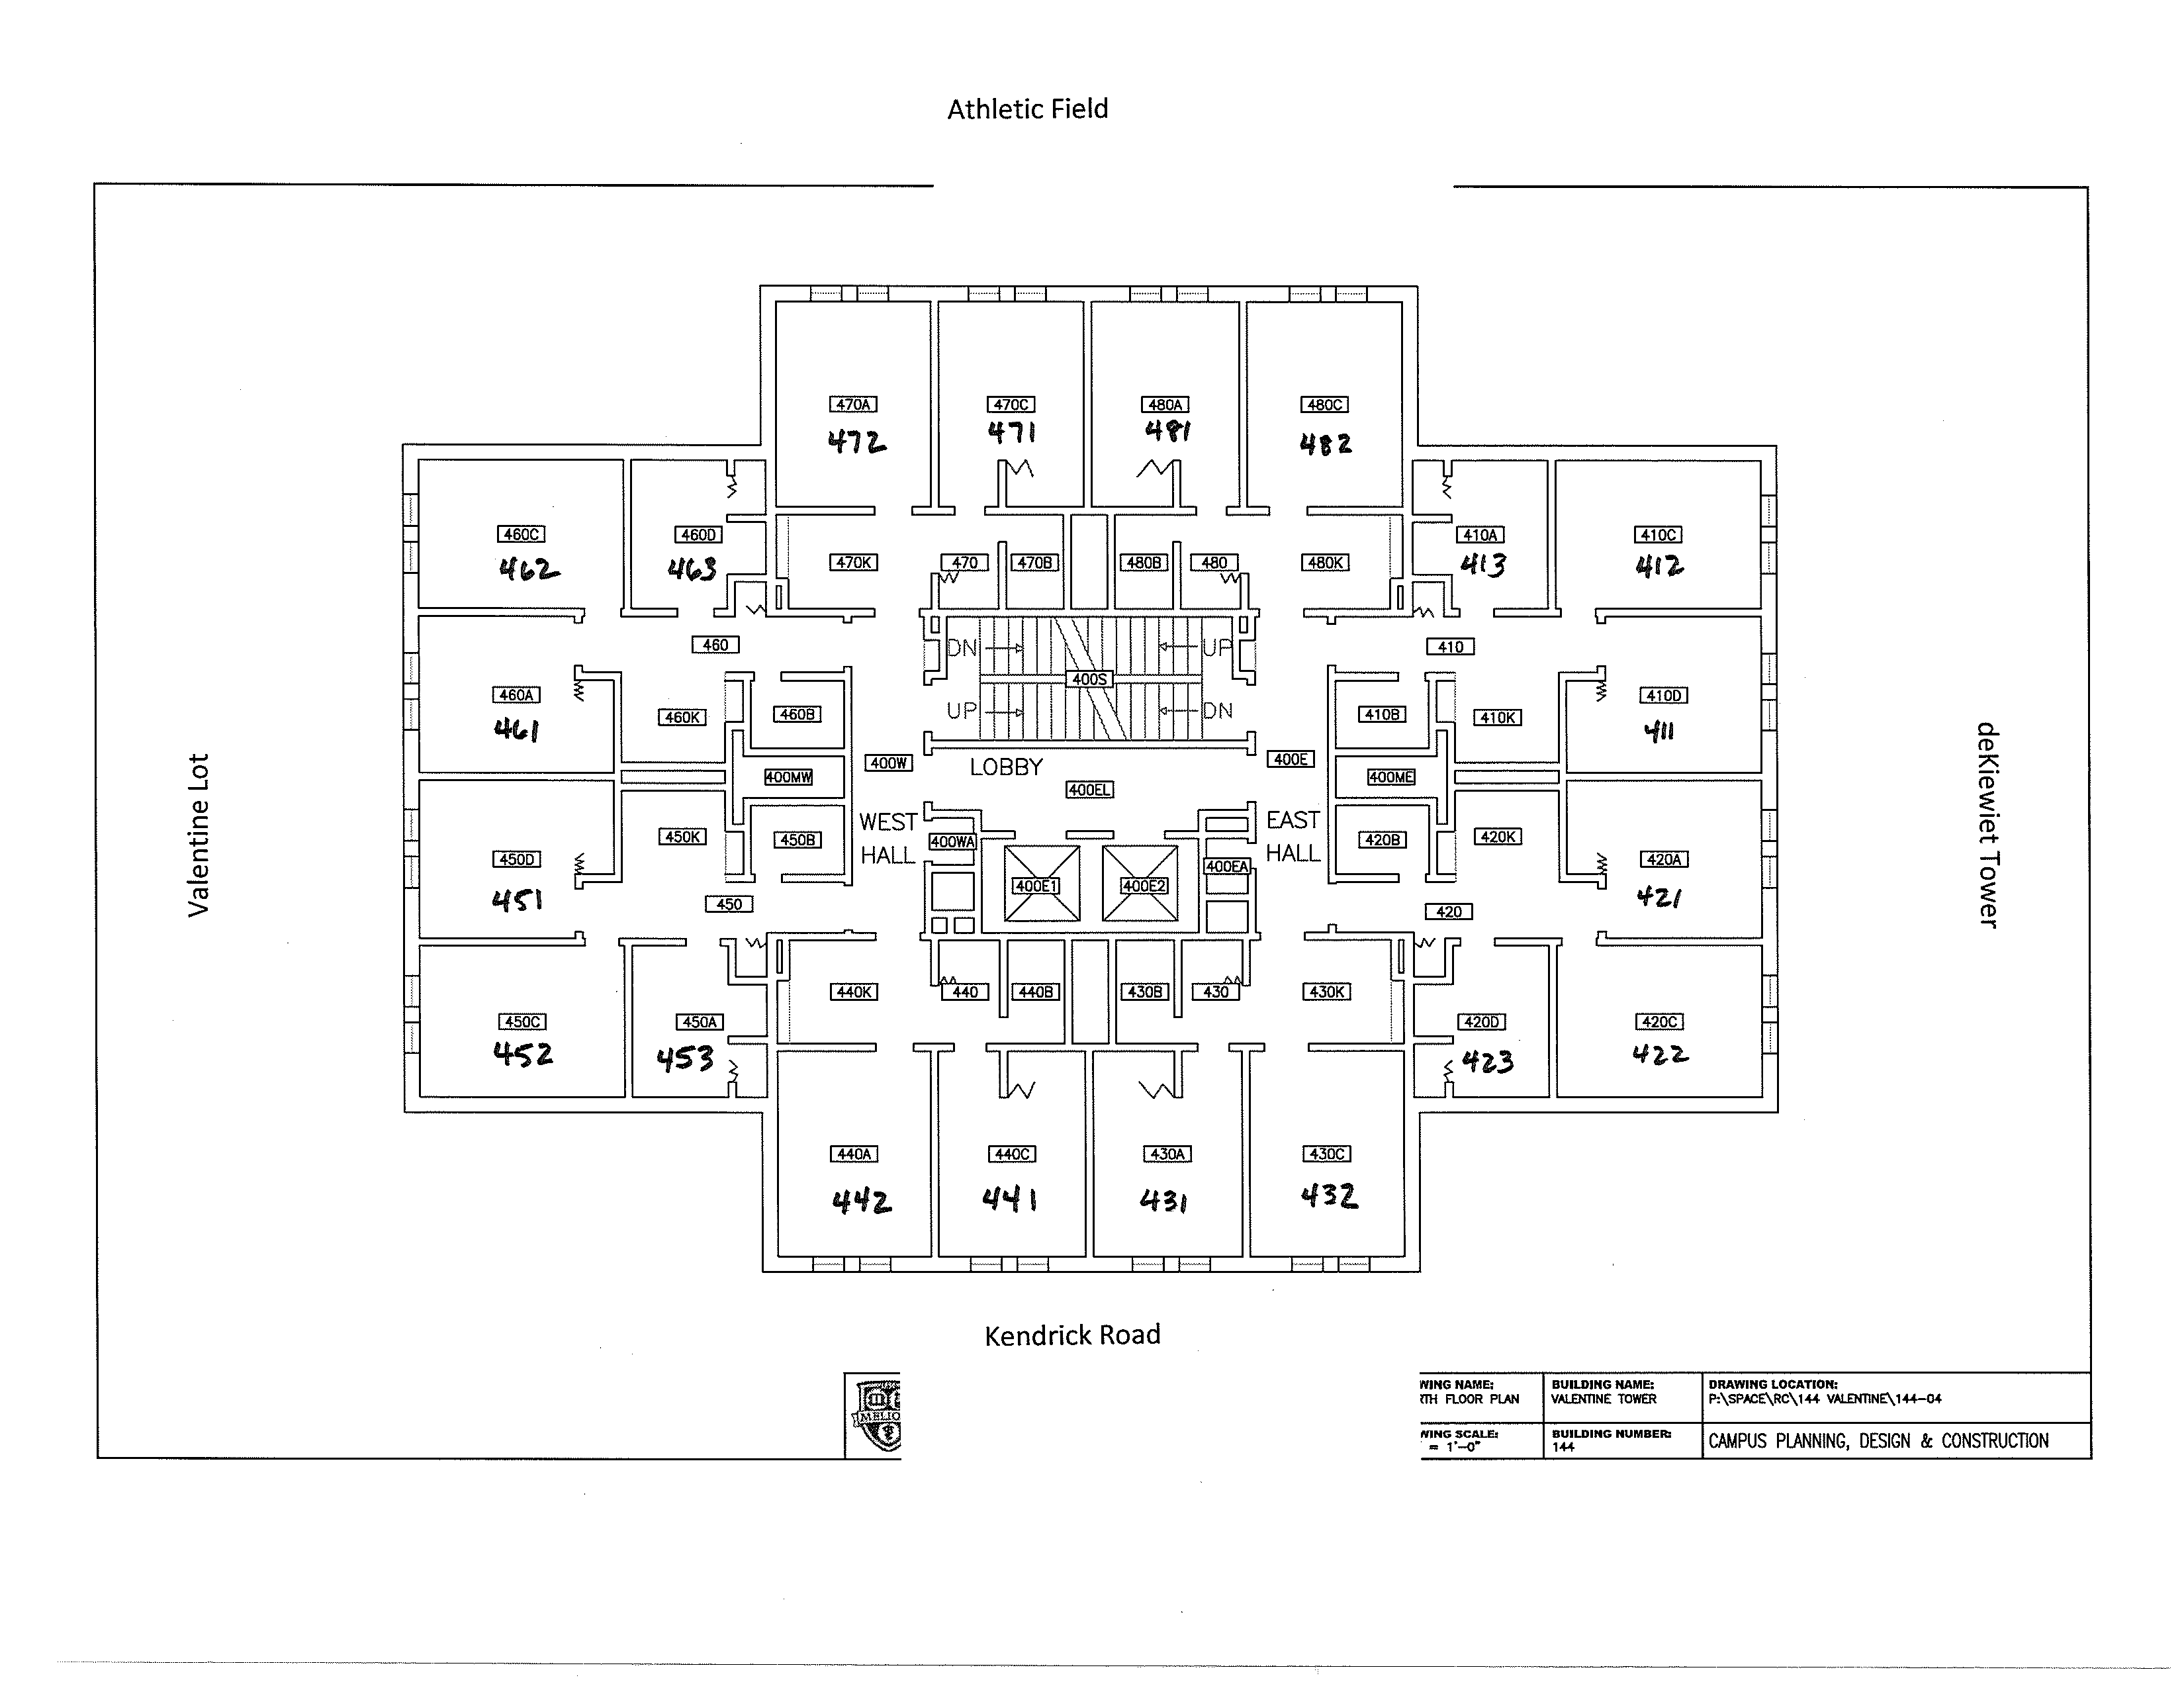 Athletic Field
470A
472
470C
471
480A
481
480C
482
460C
462
460D
463
470K
470
470B
480B
480
480K
410A
413
410C
412
460
DN
UP
410
400S
460A
461
460K
460B
UP
DN
410B
410K
410D
411
Valentine Lot
deKiewiet Tower
400W
LOBBY
400E
400MW
400EL
400ME
WEST
HALL
EAST
HALL
450K
450B
400WA
400EA
420B
420K
450D
451
400E1
400E2
420A
421
450
420
440K
440
440B
430B
430
430K
450C
452
450A
453
420D
423
420C
422
440A
442
440C
441
430A
431
430C
432
Kendrick Road
MELIO
WING NAME:
RTH FLOOR PLAN
BUILDING NAME:
VALENTINE TOWER
DRAWING LOCATION:
P:\SPACE\RC\144 VALENTINE\144-04
WING SCALE:
= 1'-0"
BUILDING NUMBER:
144
CAMPUS PLANNING, DESIGN & CONSTRUCTION